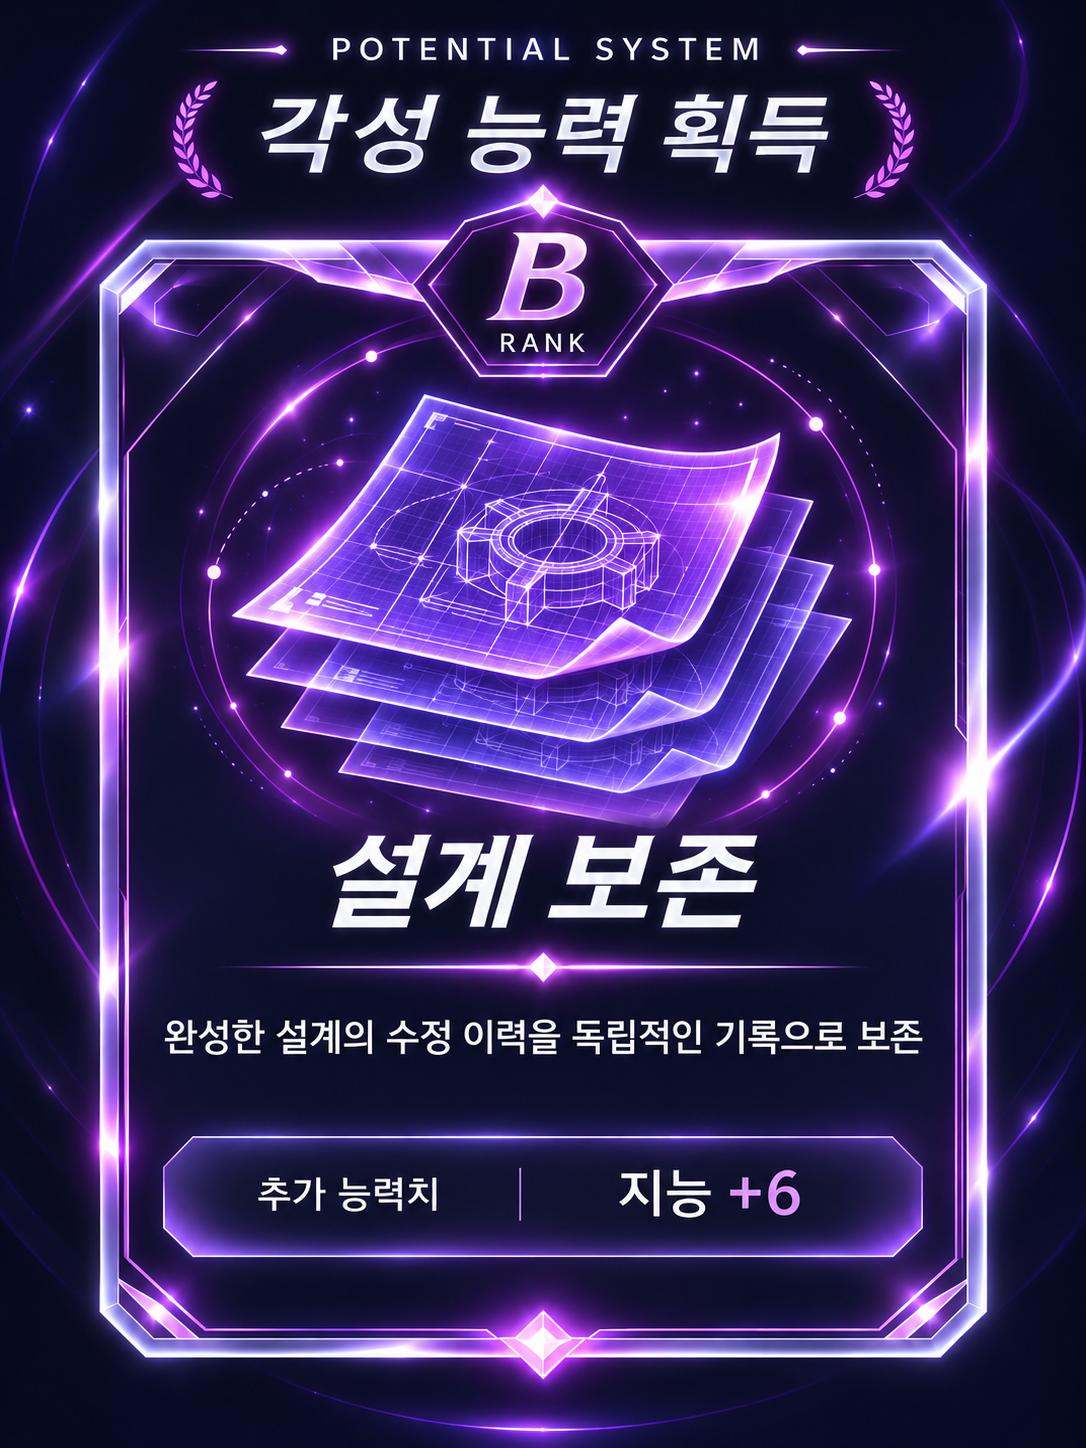 POTENTIAL SYSTEM
각성 능력 획득
B
RANK
설계 보존
완성한 설계의 수정 이력을 독립적인 기록으로 보존
추가 능력치
지능 +6